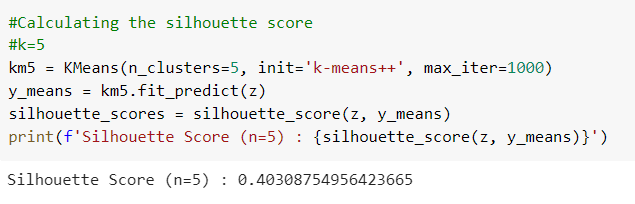 #Calculating the silhouette score
#k=5
km5 = KMeans(n_clusters=5, init='k-means++', max_iter=1000)
y_means = km5.fit_predict(z)
silhouette_scores = silhouette_score(z, y_means)
print(f'Silhouette Score (n=5) : {silhouette_score(z, y_means)}')
Silhouette Score (n=5) : 0.40308754956423665